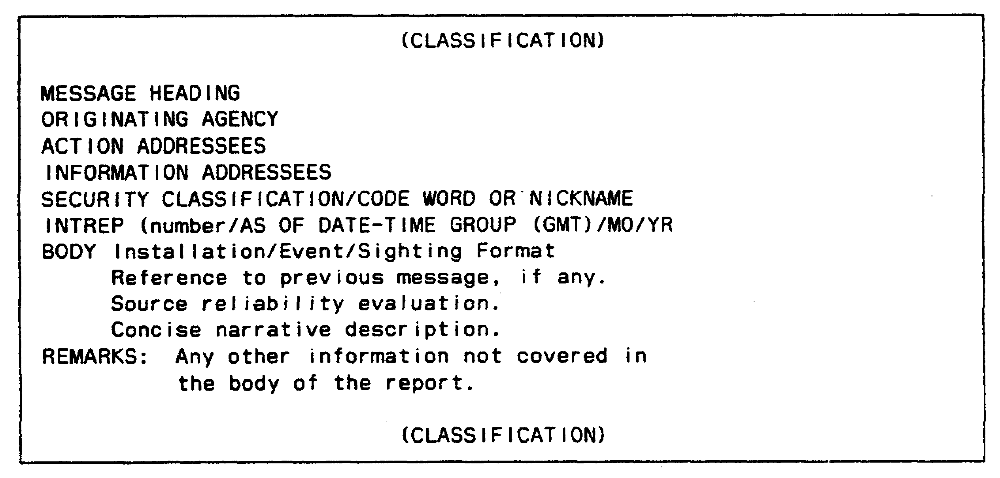 (CLASSIFICATION)
MESSAGE HEADING
ORIGINATING AGENCY
ACTION ADDRESSEES
INFORMATION ADDRESSEES
SECURITY CLASSIFICATION/CODE WORD OR NICKNAME
INTREP (number/AS OF DATE-TIME GROUP (GMT)/MO/YR
BODY Installation/Event/Sighting Format
Reference to previous message, if any.
Source reliability evaluation.
Concise narrative description.
REMARKS: Any other information not covered in
the body of the report.
(CLASSIFICATION)